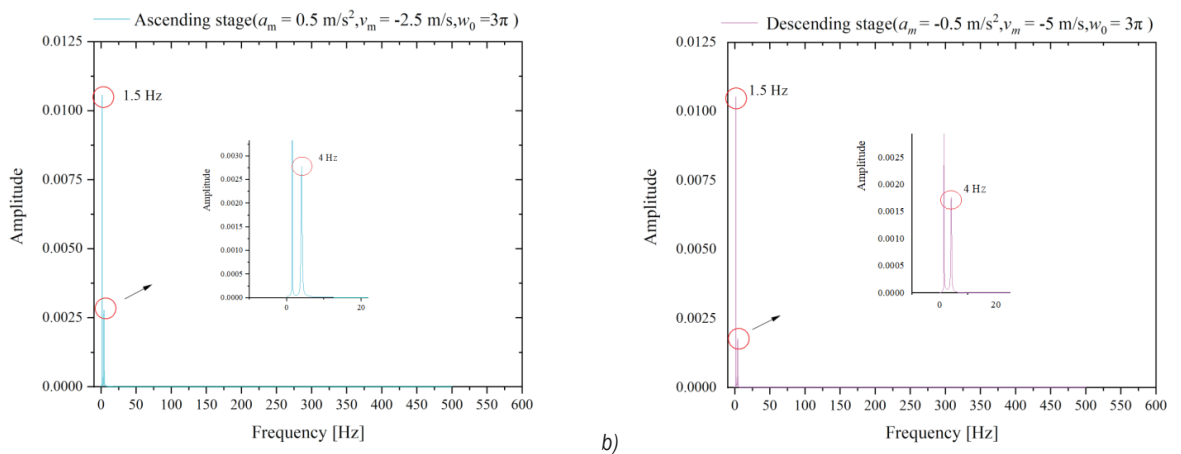 Ascending stage(aₘ = 0.5 m/s²,vₘ = -2.5 m/s,w₀ =3π )
0.0125
0.0100
0.0075
0.0050
0.0025
0.0000
Amplitude
1.5 Hz
0.0030
0.0025
0.0020
0.0015
0.0010
0.0005
0.0000
Amplitude
4 Hz
0 20
0 50 100 150 200 250 300 350 400 450 500 550 600
Frequency [Hz]
b)
Descending stage(aₘ = -0.5 m/s²,vₘ = -5 m/s,w₀ = 3π )
0.0125
0.0100
0.0075
0.0050
0.0025
0.0000
Amplitude
1.5 Hz
0.0025
0.0020
0.0015
0.0010
0.0005
0.0000
Amplitude
4 Hz
0 20
0 50 100 150 200 250 300 350 400 450 500 550 600
Frequency [Hz]